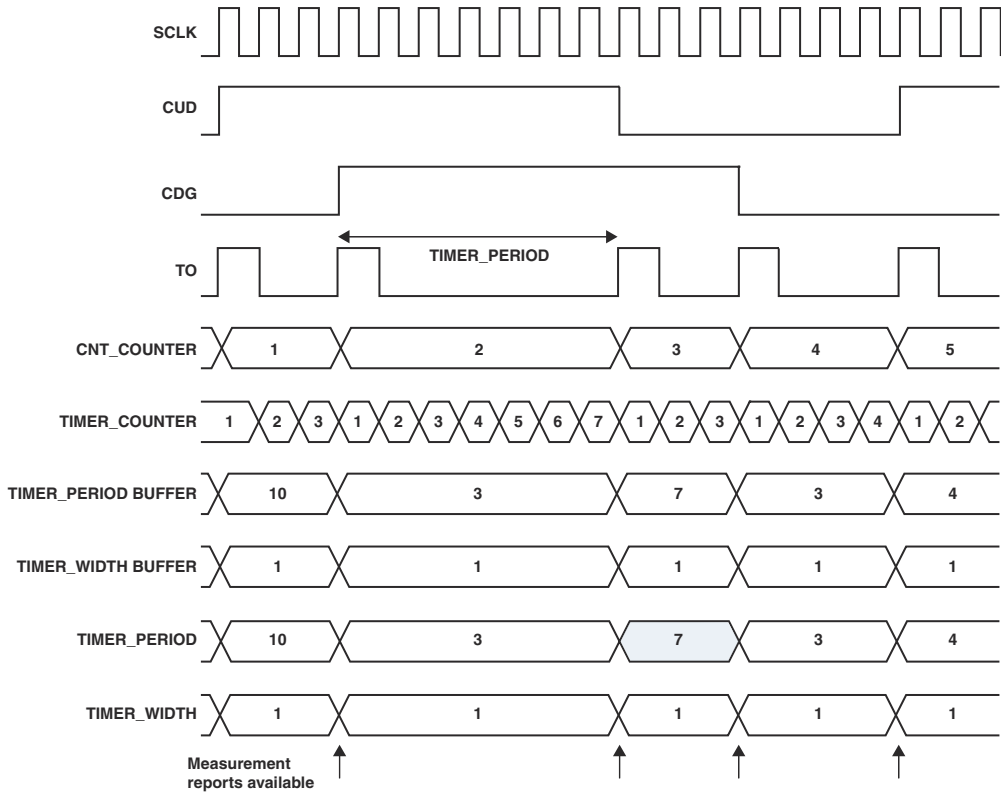 SCLK
CUD
CDG
TIMER_PERIOD
TO
CNT_COUNTER 1 2 3 4 5
TIMER_COUNTER 1 2 3 1 2 3 4 5 6 7 1 2 3 1 2 3 4 1 2
TIMER_PERIOD BUFFER 10 3 7 3 4
TIMER_WIDTH BUFFER 1 1 1 1 1
TIMER_PERIOD 10 3 7 3 4
TIMER_WIDTH 1 1 1 1 1
Measurement
reports available